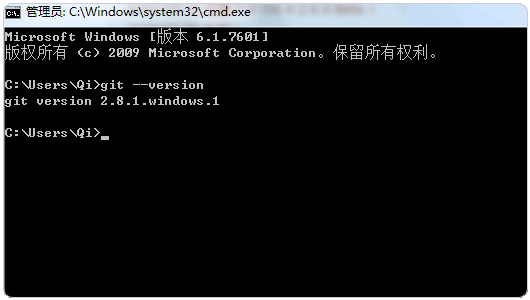 管理员: C:\Windows\system32\cmd.exe
Microsoft Windows [版本 6.1.7601]
版权所有 (c) 2009 Microsoft Corporation。保留所有权利。
C:\Users\Qi>git --version
git version 2.8.1.windows.1
C:\Users\Qi>